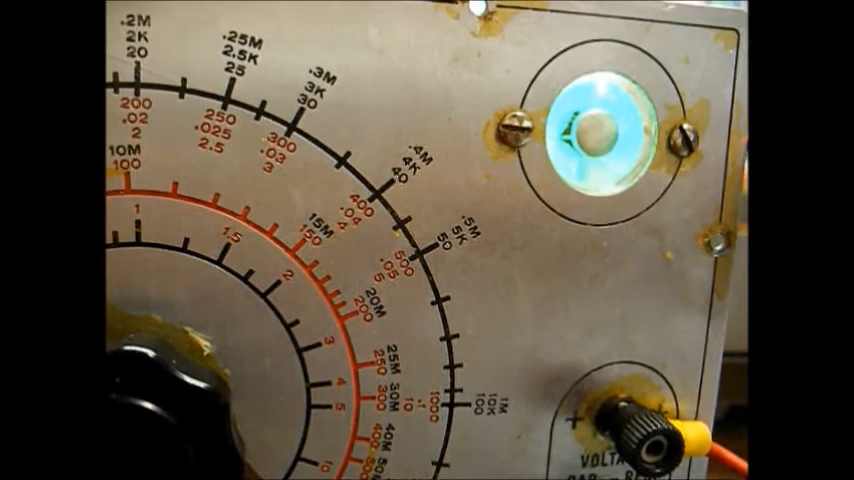 .2M
2K
20
.25M
2.5K
25
.3M
3K
30
.4M
4K
40
.5M
5K
50
1M
10K
100
200
.02
2
250
.025
2.5
300
.03
3
400
.04
4
500
.05
5
1000
.1
10
10M
100
15M
150
20M
200
25M
250
30M
300
40M
400
50M
500
1
1.5
2
3
4
5
10
+
+
VOLTA